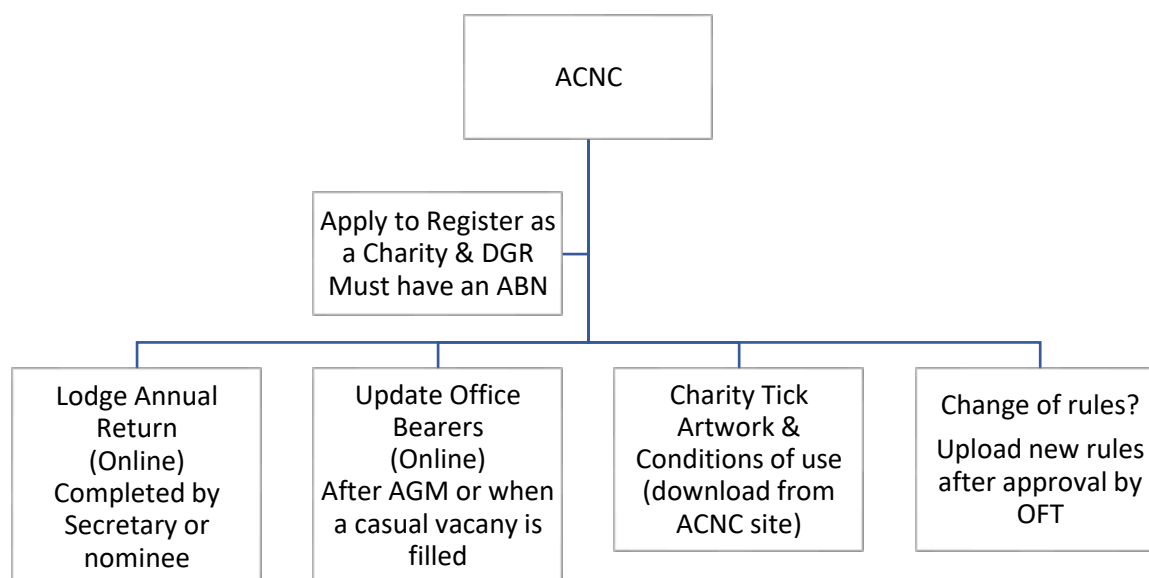 ACNC
Apply to Register as
a Charity & DGR
Must have an ABN
Lodge Annual
Return
(Online)
Completed by
Secretary or
nominee
Update Office
Bearers
(Online)
After AGM or when
a casual vacany is
filled
Charity Tick
Artwork &
Conditions of use
(download from
ACNC site)
Change of rules?
Upload new rules
after approval by
OFT